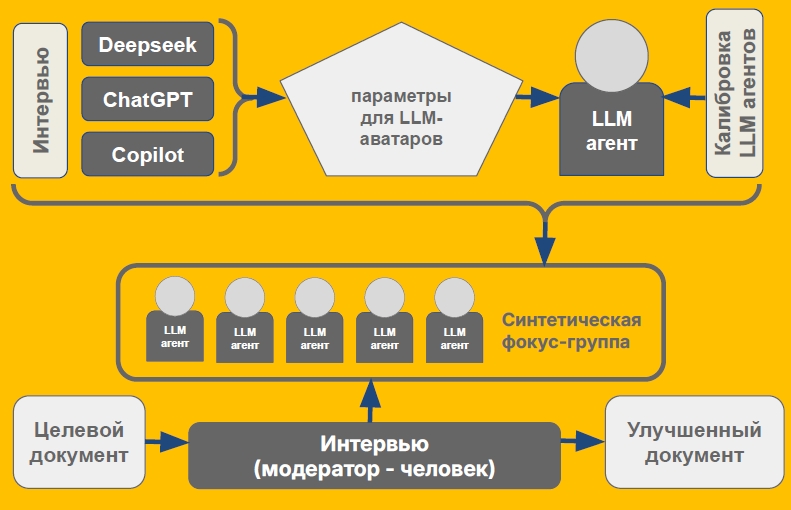 Интервью
Deepseek
ChatGPT
Copilot
параметры
для LLM-
аватаров
LLM
агент
Калибровка
LLM агентов
LLM
агент
LLM
агент
LLM
агент
LLM
агент
LLM
агент
Синтетическая
фокус-группа
Целевой
документ
Интервью
(модератор - человек)
Улучшенный
документ